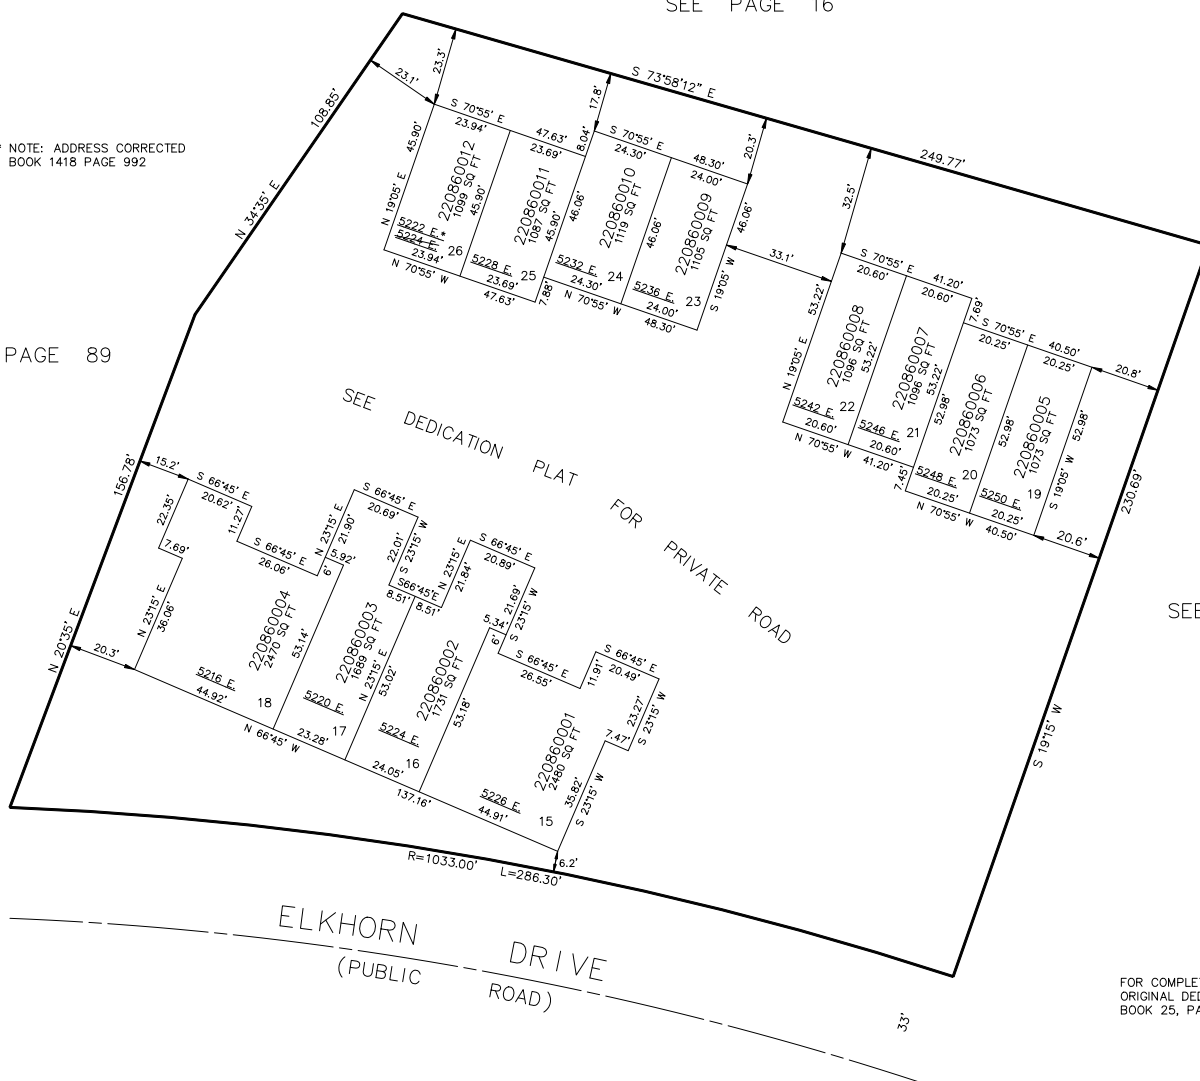 SEE PAGE 16
S 73°58'12" E
249.77'
108.85'
N 34°35' E
23.1'
23.3'
17.8'
20.3'
32.5'
* NOTE: ADDRESS CORRECTED
BOOK 1418 PAGE 992
S 70°55' E
47.63'
23.94'
23.69'
8.04'
45.90'
N 19°05' E
220860012
1099 SQ FT
45.90'
220860011
1087 SQ FT
45.90'
5222 E.*
5224 E.
26
23.94'
5228 E.
25
23.69'
N 70°55' W
47.63'
7.88'
S 70°55' E
48.30'
24.30'
24.00'
46.06'
220860010
1119 SQ FT
46.06'
220860009
1105 SQ FT
46.06'
S 19°05' W
5232 E.
24
24.30'
5236 E.
23
24.00'
N 70°55' W
48.30'
33.1'
S 70°55' E
41.20'
20.60'
20.60'
7.69'
53.22'
N 19°05' E
220860008
1096 SQ FT
53.22'
220860007
1096 SQ FT
53.22'
5242 E.
22
20.60'
5246 E.
21
20.60'
N 70°55' W
41.20'
7.45'
S 70°55' E
40.50'
20.25'
20.25'
20.8'
52.98'
220860006
1073 SQ FT
52.98'
220860005
1073 SQ FT
52.98'
S 19°05' W
5248 E.
20
20.25'
5250 E.
19
20.25'
N 70°55' W
40.50'
20.6'
230.69'
S 19°15' W
PAGE 89
SEE DEDICATION PLAT FOR PRIVATE ROAD
SEE
156.78'
N 20°35' E
15.2'
S 66°45' E
20.62'
22.35'
11.27'
7.69'
N 23°15' E
36.06'
20.3'
S 66°45' E
26.06'
N 23°15' E
21.90'
5.92'
6'
220860004
2470 SQ FT
53.14'
5216 E.
44.92'
18
N 66°45' W
137.16'
S 66°45' E
20.69'
22.01'
S 23°15' W
S66°45'E
8.51'
8.51'
220860003
1689 SQ FT
N 23°15' E
53.02'
5220 E.
17
23.28'
N 23°15' E
21.84'
S 66°45' E
20.89'
21.69'
S 23°15' W
5.34'
6'
220860002
1731 SQ FT
53.18'
5224 E.
16
24.05'
S 66°45' E
26.55'
11.91'
S 66°45' E
20.49'
23.27'
S 23°15' W
7.47'
220860001
2480 SQ FT
35.82'
S 23°15' W
5226 E.
44.91'
15
6.2'
R=1033.00'
L=286.30'
ELKHORN DRIVE
(PUBLIC ROAD)
33'
FOR COMPLE
ORIGINAL DED
BOOK 25, PA